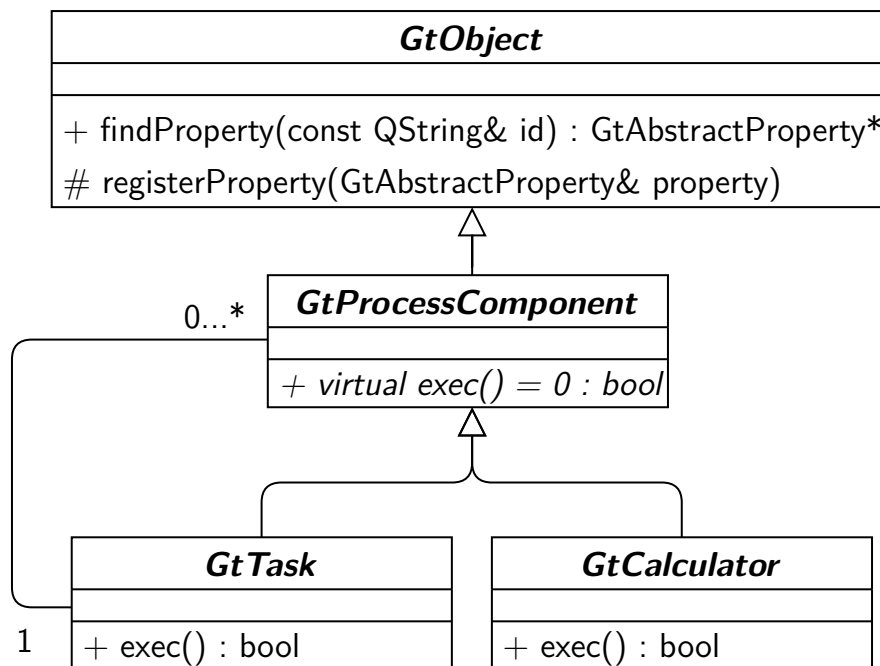 GtObject
+ findProperty(const QString& id) : GtAbstractProperty*
# registerProperty(GtAbstractProperty& property)
GtProcessComponent
0...*
+ virtual exec() = 0 : bool
GtTask
GtCalculator
1
+ exec() : bool
+ exec() : bool